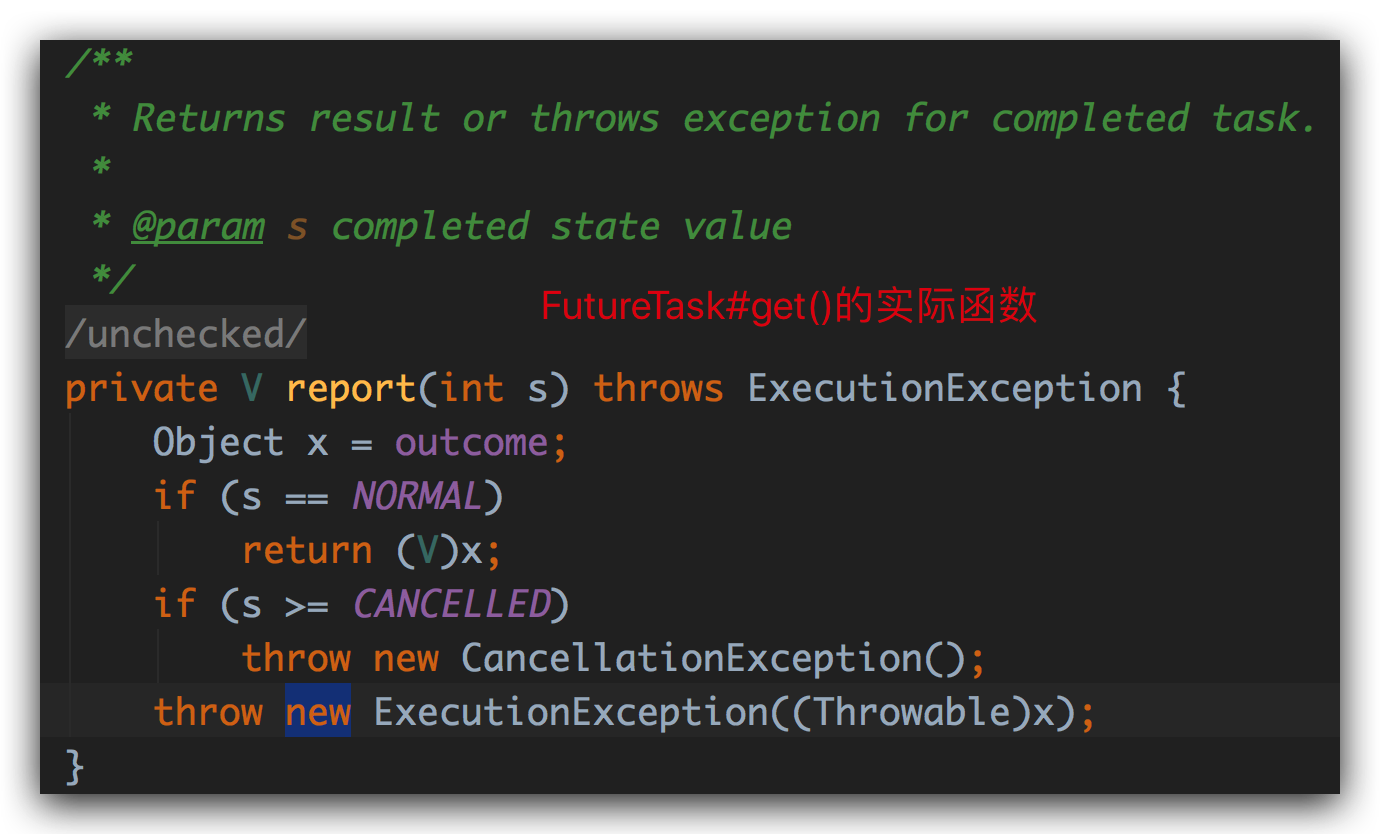 /**
 * Returns result or throws exception for completed task.
 *
 * @param s completed state value
 */
FutureTask#get()的实际函数
/unchecked/
private V report(int s) throws ExecutionException {
    Object x = outcome;
    if (s == NORMAL)
        return (V)x;
    if (s >= CANCELLED)
        throw new CancellationException();
    throw new ExecutionException((Throwable)x);
}